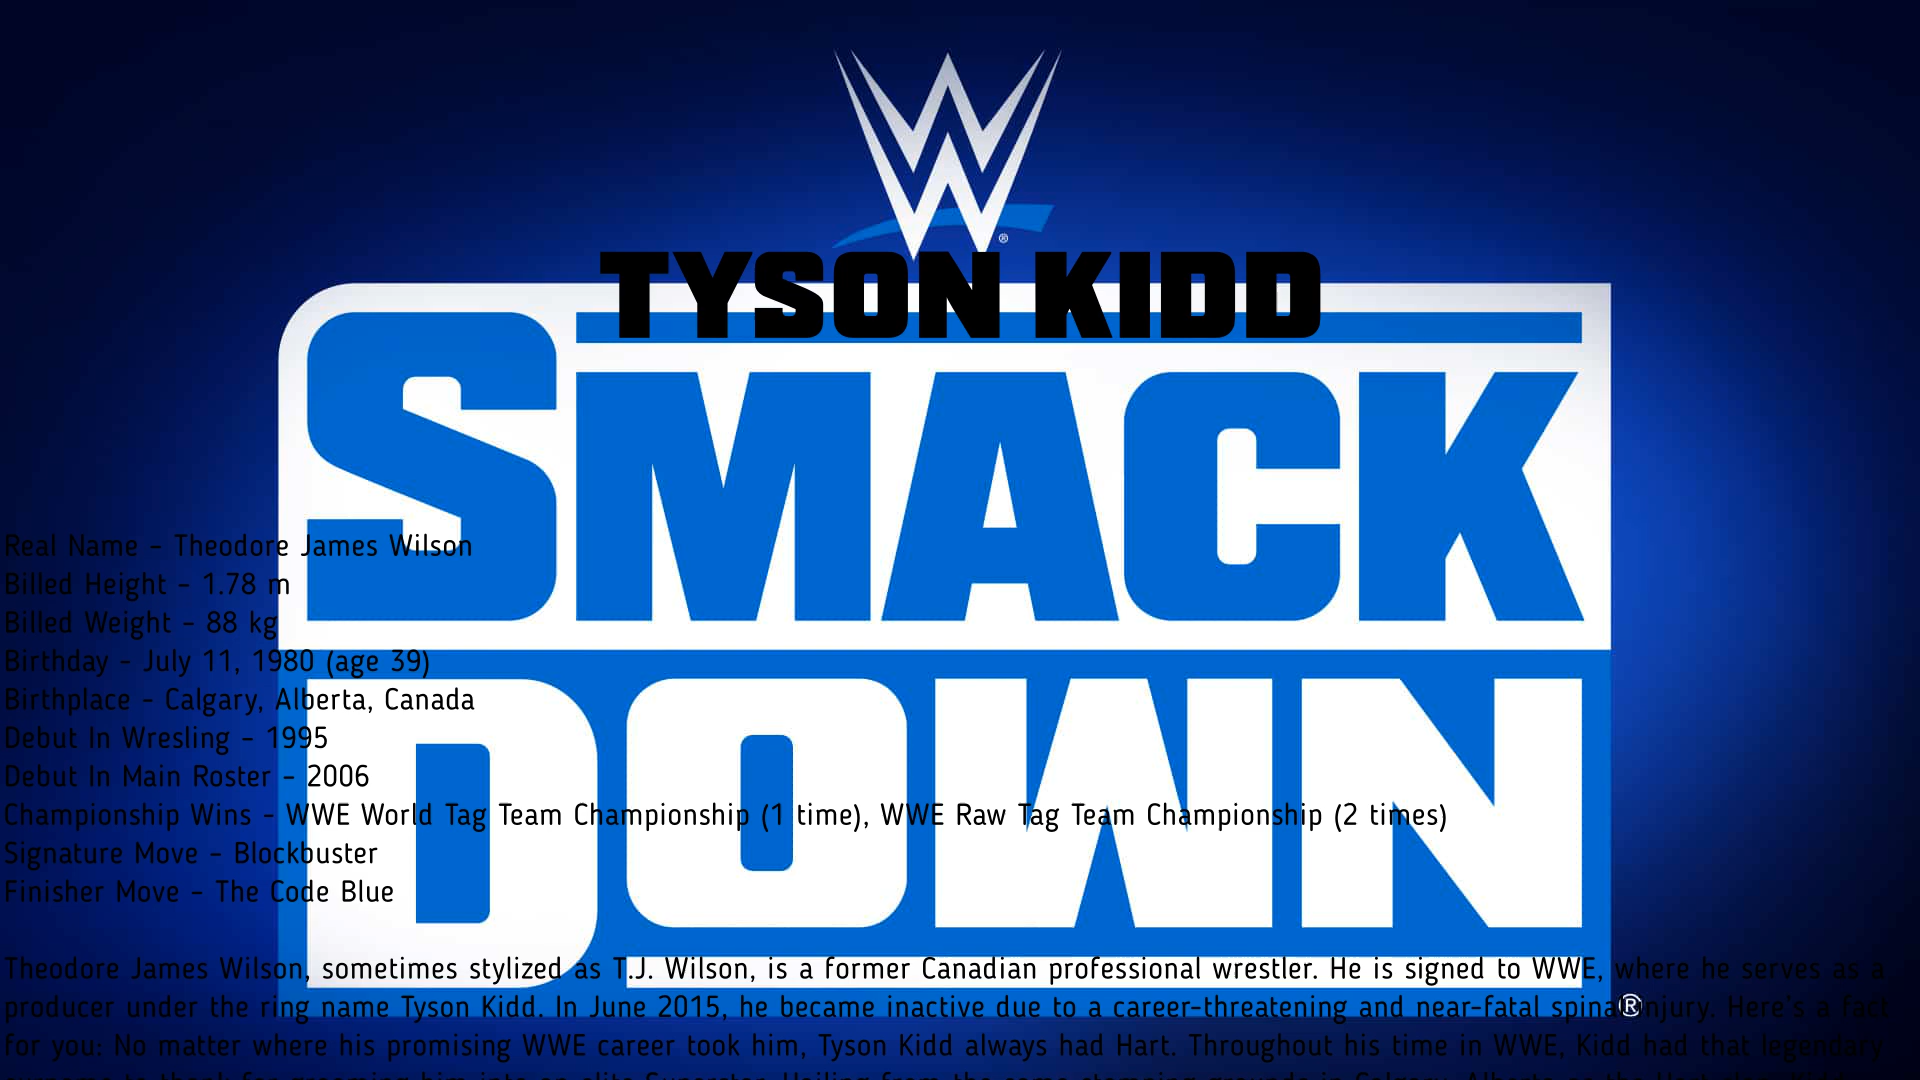 W
®
TYSON KIDD
SMACK
DOWN
Real Name - Theodore James Wilson
Billed Height - 1.78 m
Billed Weight - 88 kg
Birthday - July 11, 1980 (age 39)
Birthplace - Calgary, Alberta, Canada
Debut In Wresling - 1995
Debut In Main Roster - 2006
Championship Wins - WWE World Tag Team Championship (1 time), WWE Raw Tag Team Championship (2 times)
Signature Move - Blockbuster
Finisher Move - The Code Blue
Theodore James Wilson, sometimes stylized as T.J. Wilson, is a former Canadian professional wrestler. He is signed to WWE, where he serves as a
producer under the ring name Tyson Kidd. In June 2015, he became inactive due to a career-threatening and near-fatal spinal injury. Here's a fact
®
for you: No matter where his promising WWE career took him, Tyson Kidd always had Hart. Throughout his time in WWE, Kidd had that legendary